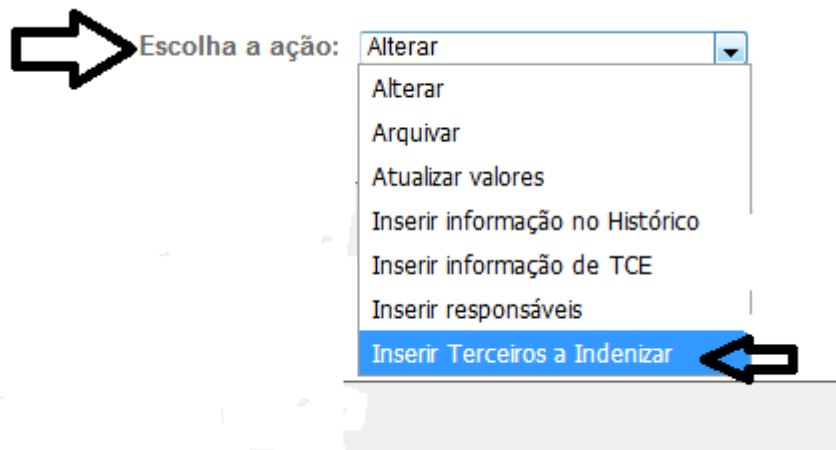 Escolha a ação: Alterar
Alterar
Arquivar
Atualizar valores
Inserir informação no Histórico
Inserir informação de TCE
Inserir responsáveis
Inserir Terceiros a Indenizar